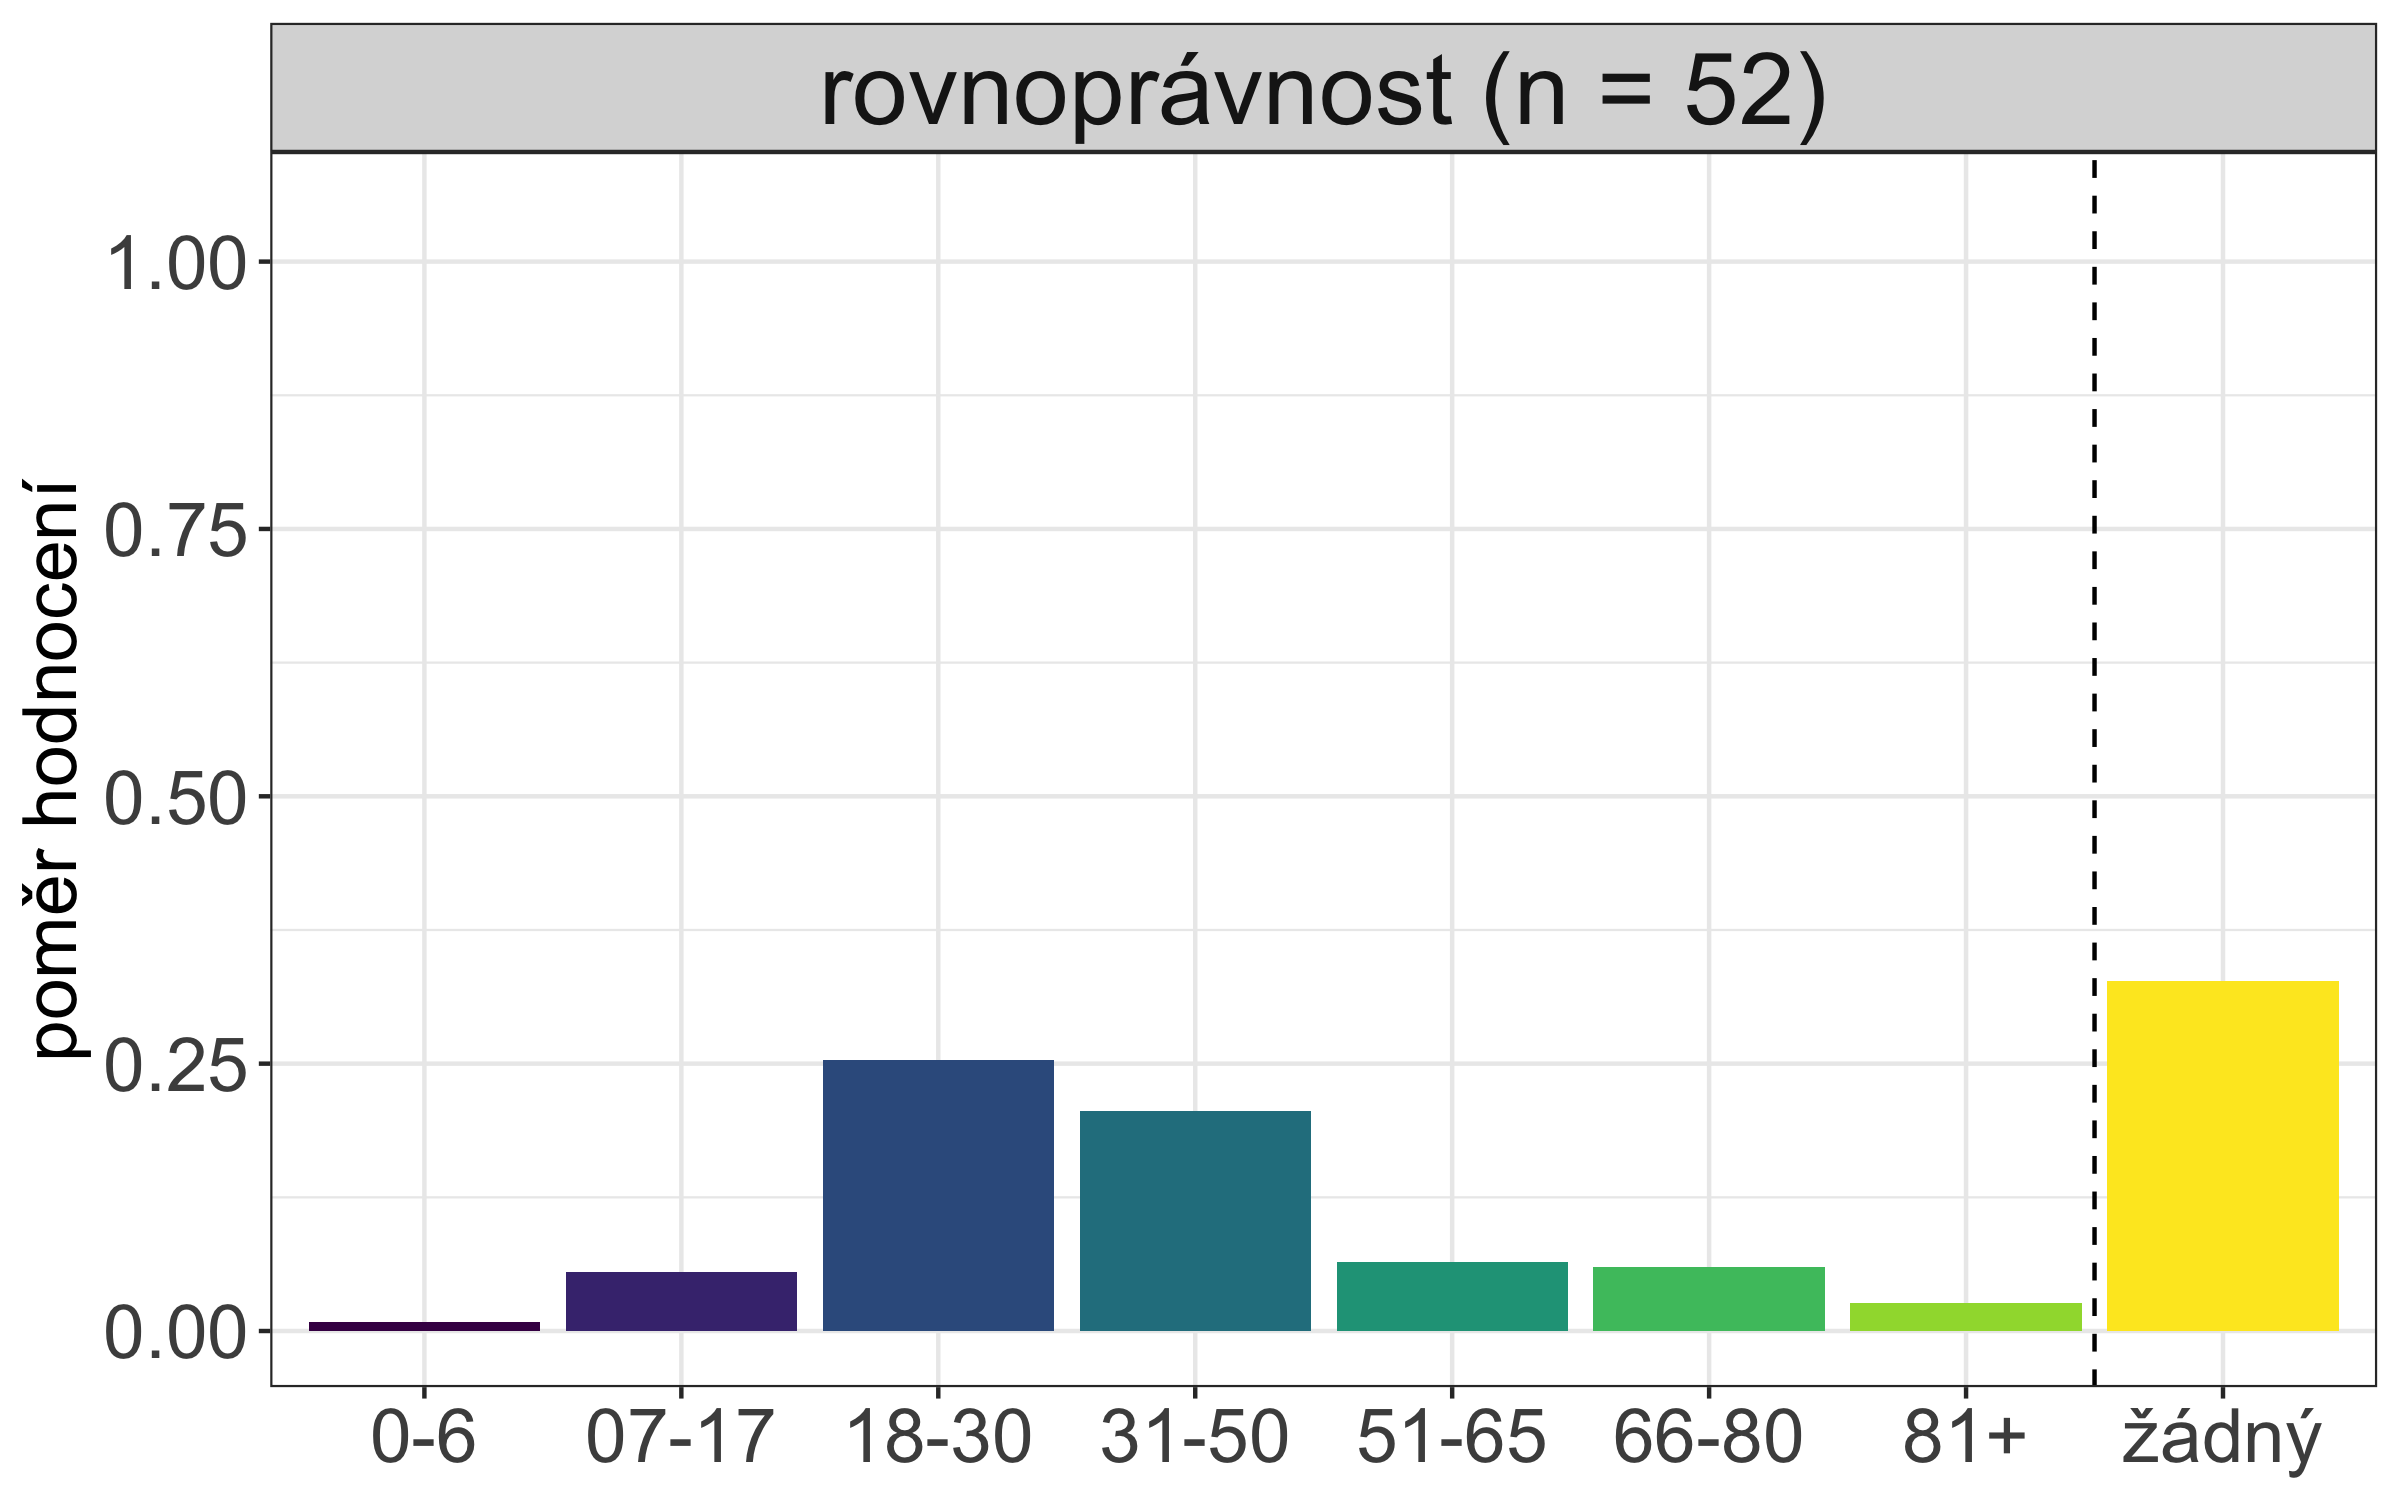 rovnoprávnost (n = 52)
poměr hodnocení
1.00
0.75
0.50
0.25
0.00
0-6 07-17 18-30 31-50 51-65 66-80 81+ žádný